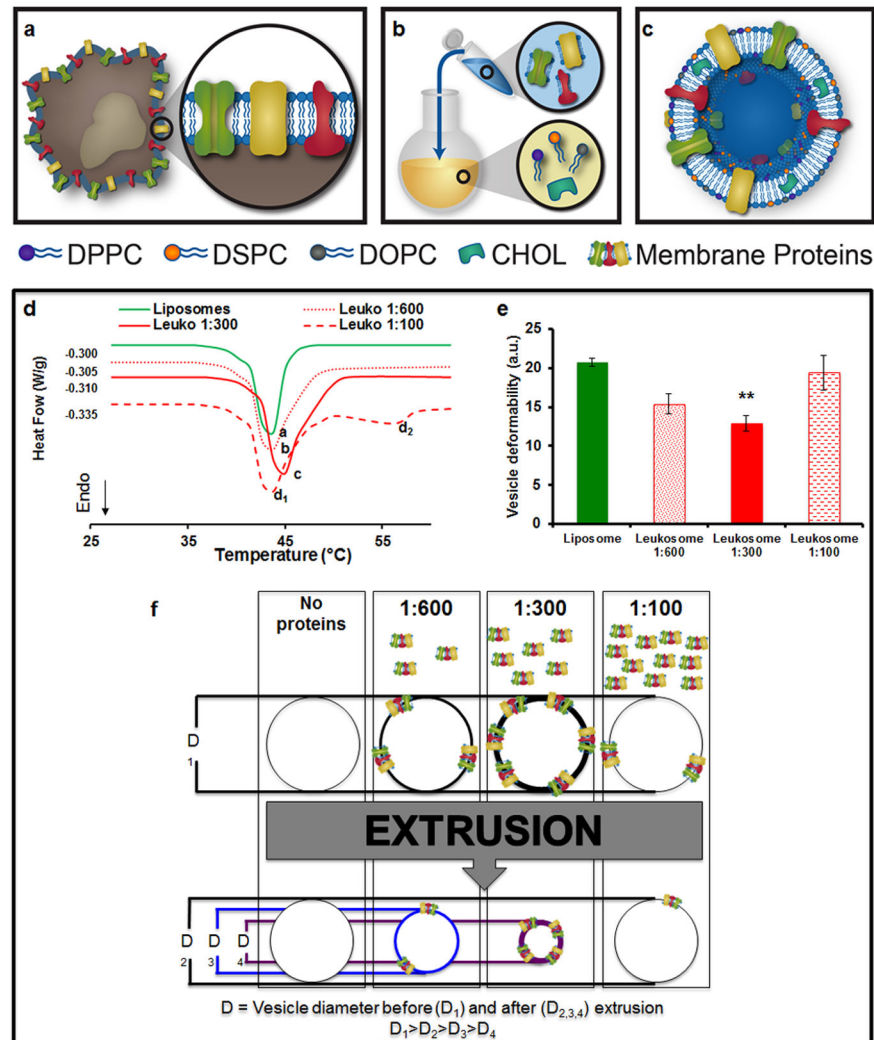 a
b
c
DPPC DSPC DOPC CHOL Membrane Proteins
d
Liposomes Leuko 1:600
Leuko 1:300 Leuko 1:100
-0.300
-0.305
-0.310
-0.335
Heat Fow (W/g)
Endo
a
b
c
d1
d2
25 35 45 55
Temperature (°C)
e
Vesicle deformability (a.u.)
25
20
15
10
5
0
**
Liposome Leukosome 1:600 Leukosome 1:300 Leukosome 1:100
f
No proteins 1:600 1:300 1:100
D1
EXTRUSION
D2 D3 D4
D = Vesicle diameter before (D1) and after (D2,3,4) extrusion
D1>D2>D3>D4